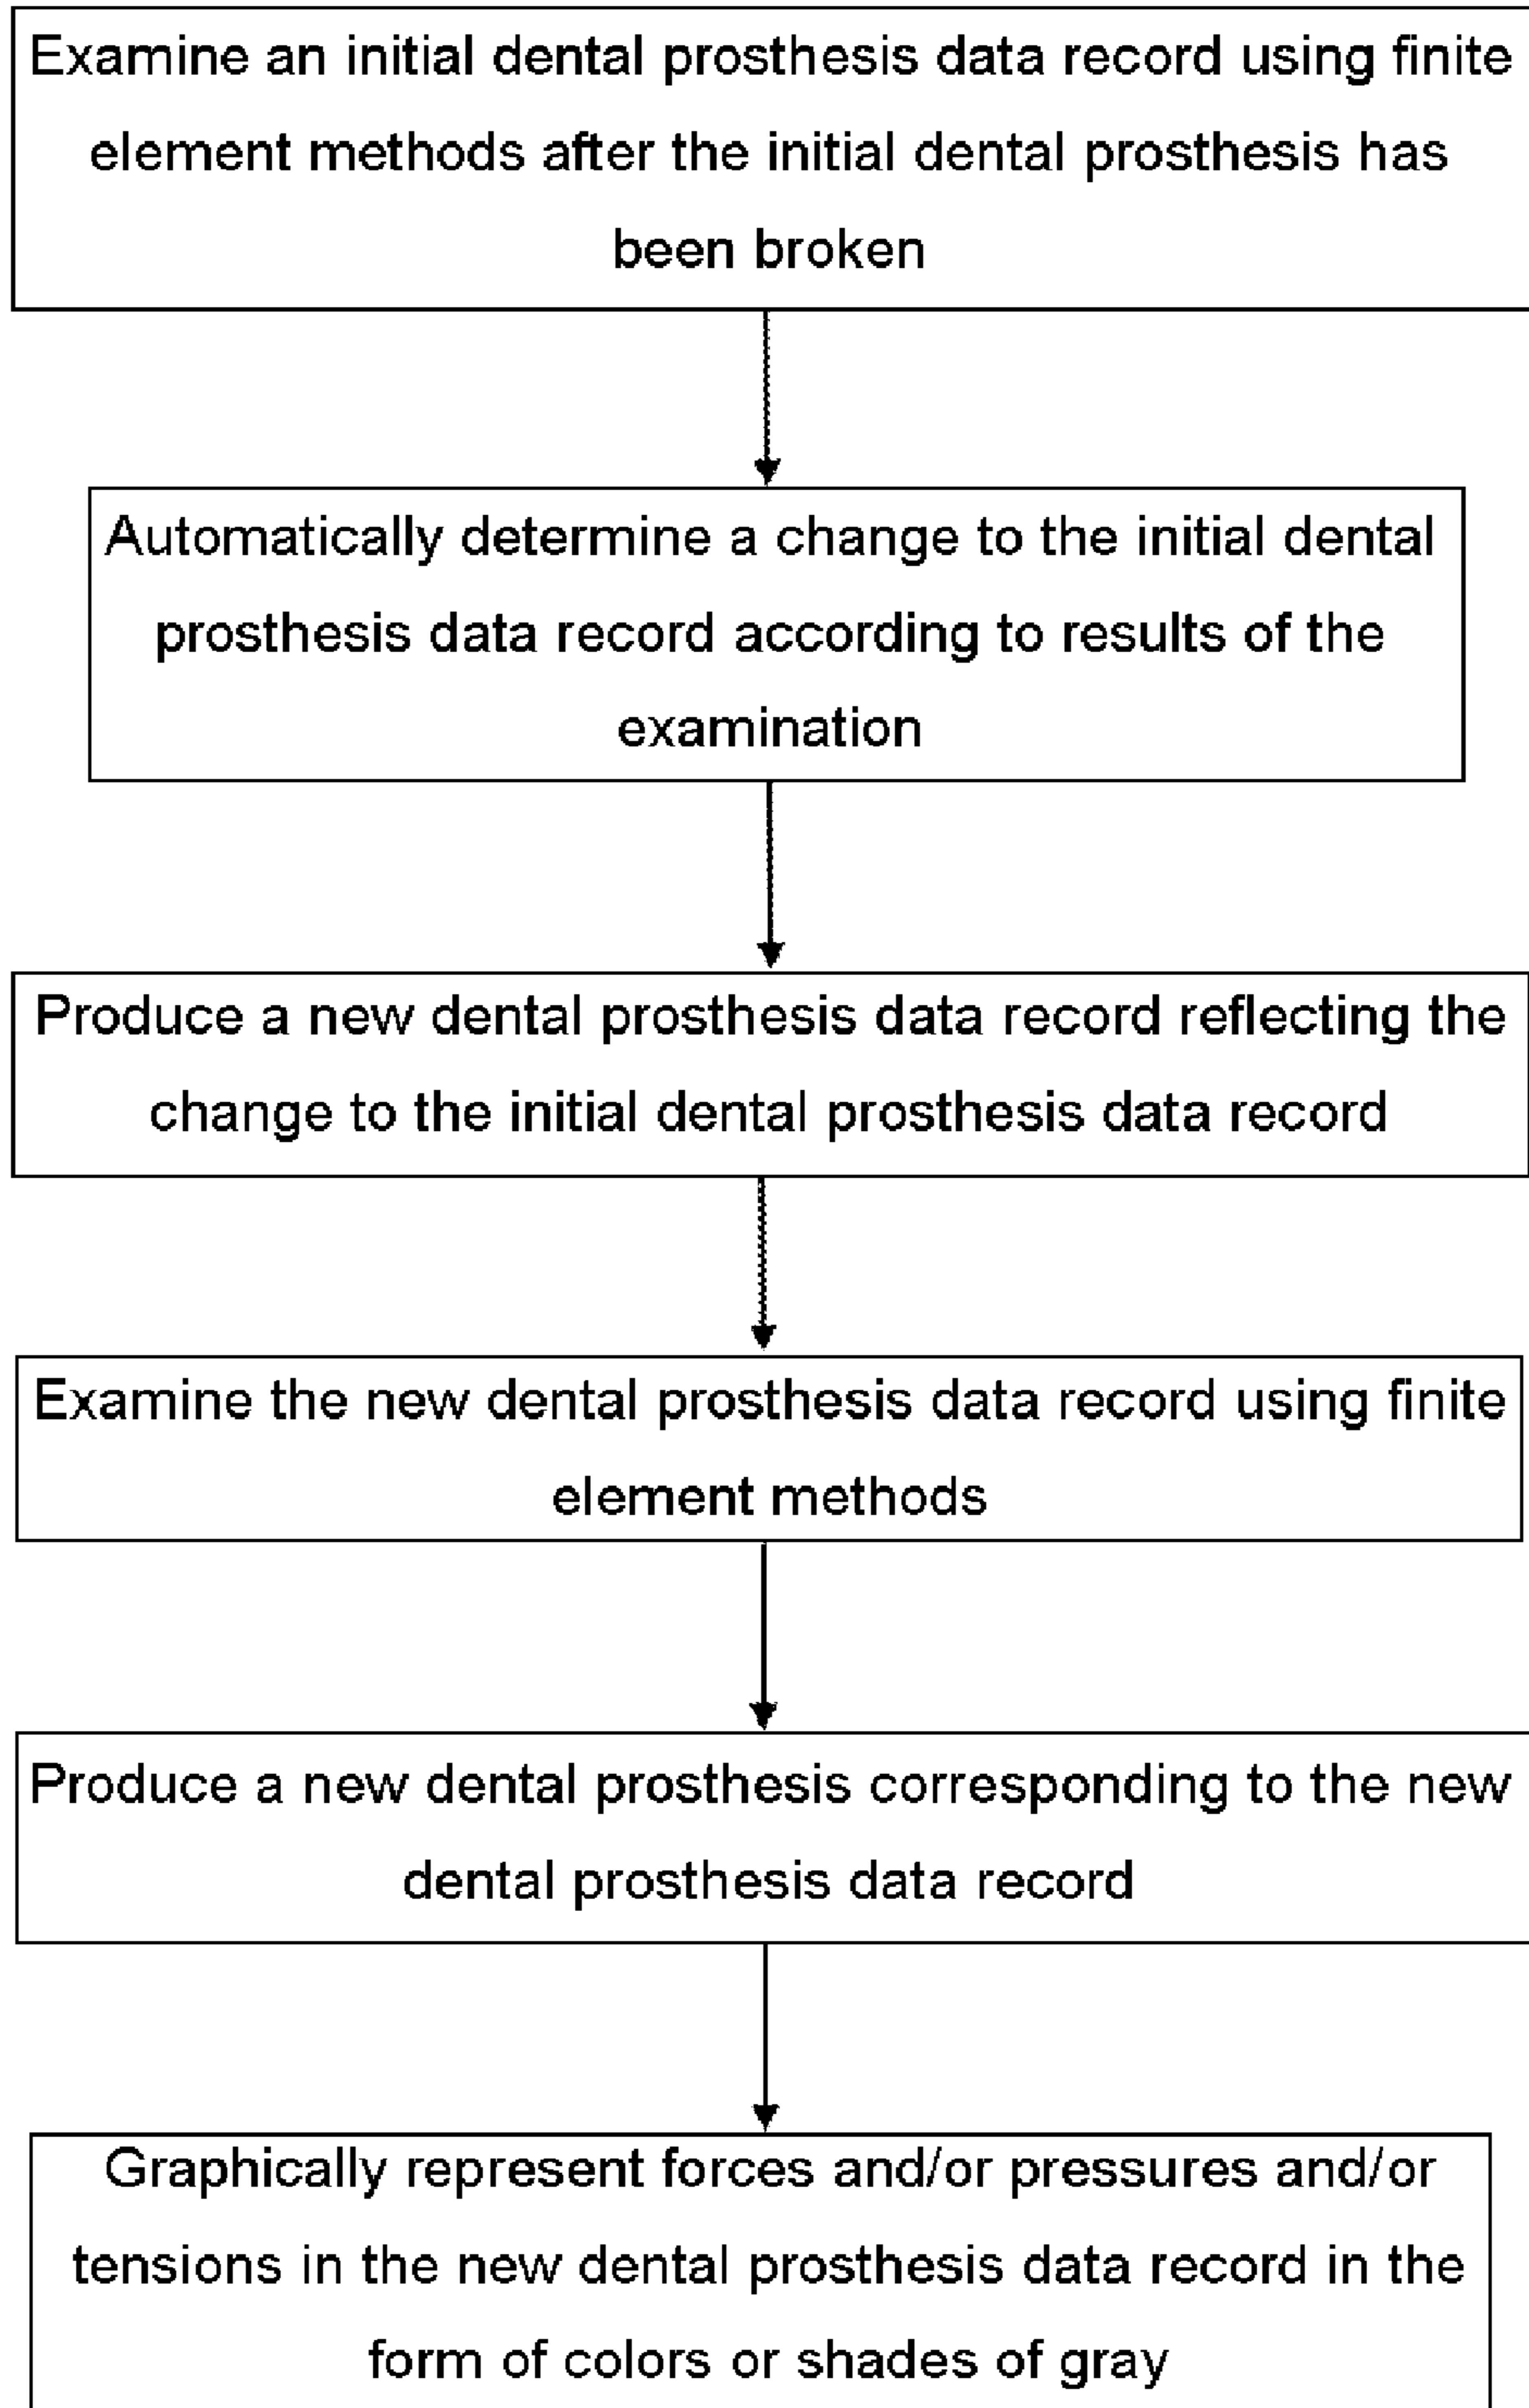 Examine an initial dental prosthesis data record using finite
element methods after the initial dental prosthesis has
been broken
Automatically determine a change to the initial dental
prosthesis data record according to results of the
examination
Produce a new dental prosthesis data record reflecting the
change to the initial dental prosthesis data record
Examine the new dental prosthesis data record using finite
element methods
Produce a new dental prosthesis corresponding to the new
dental prosthesis data record
Graphically represent forces and/or pressures and/or
tensions in the new dental prosthesis data record in the
form of colors or shades of gray